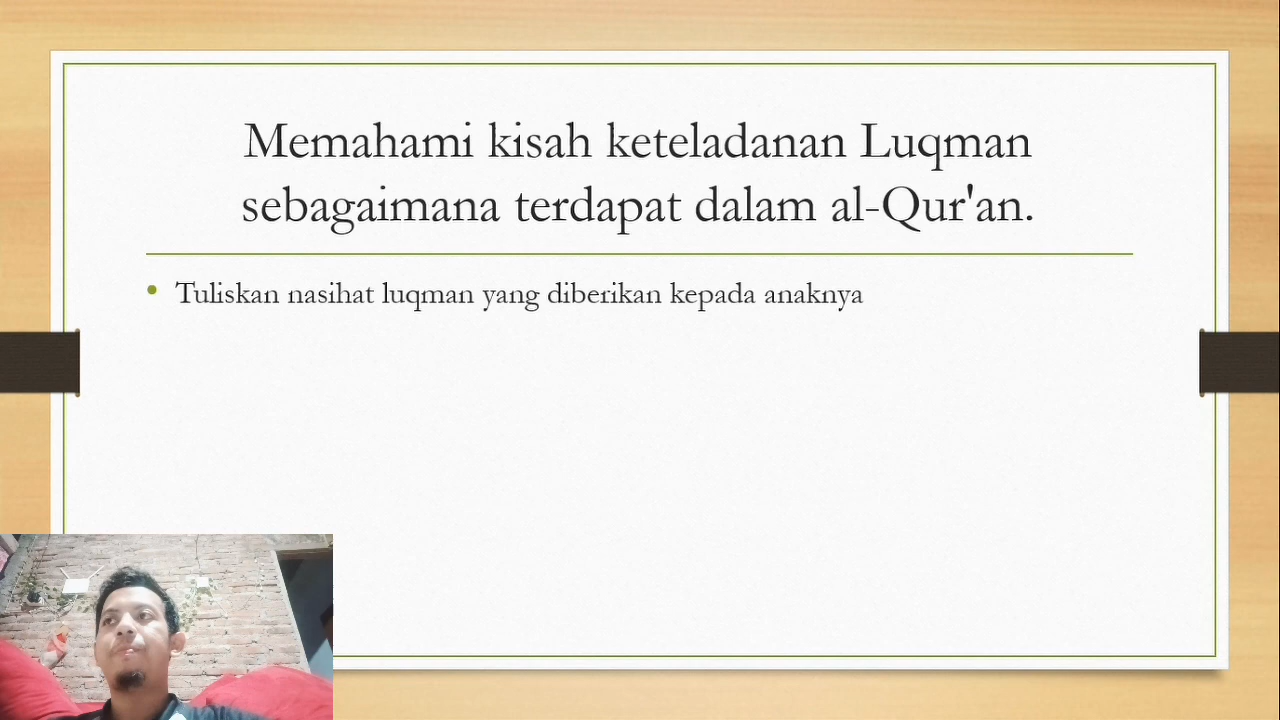 Memahami kisah keteladanan Luqman
sebagaimana terdapat dalam al-Qur'an.
• Tuliskan nasihat luqman yang diberikan kepada anaknya